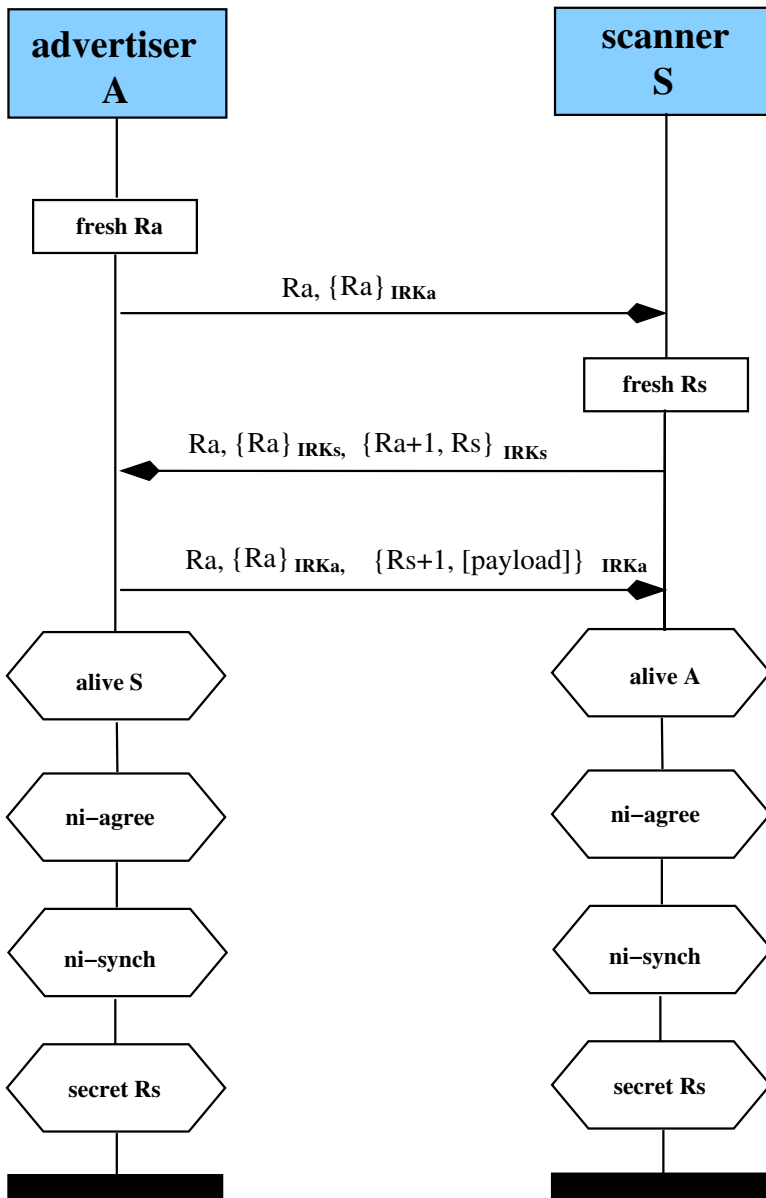 advertiser
A
scanner
S
fresh Ra
Ra, {Ra} IRKa
fresh Rs
Ra, {Ra} IRKs, {Ra+1, Rs} IRKs
Ra, {Ra} IRKa, {Rs+1, [payload]} IRKa
alive S
alive A
ni−agree
ni−agree
ni−synch
ni−synch
secret Rs
secret Rs